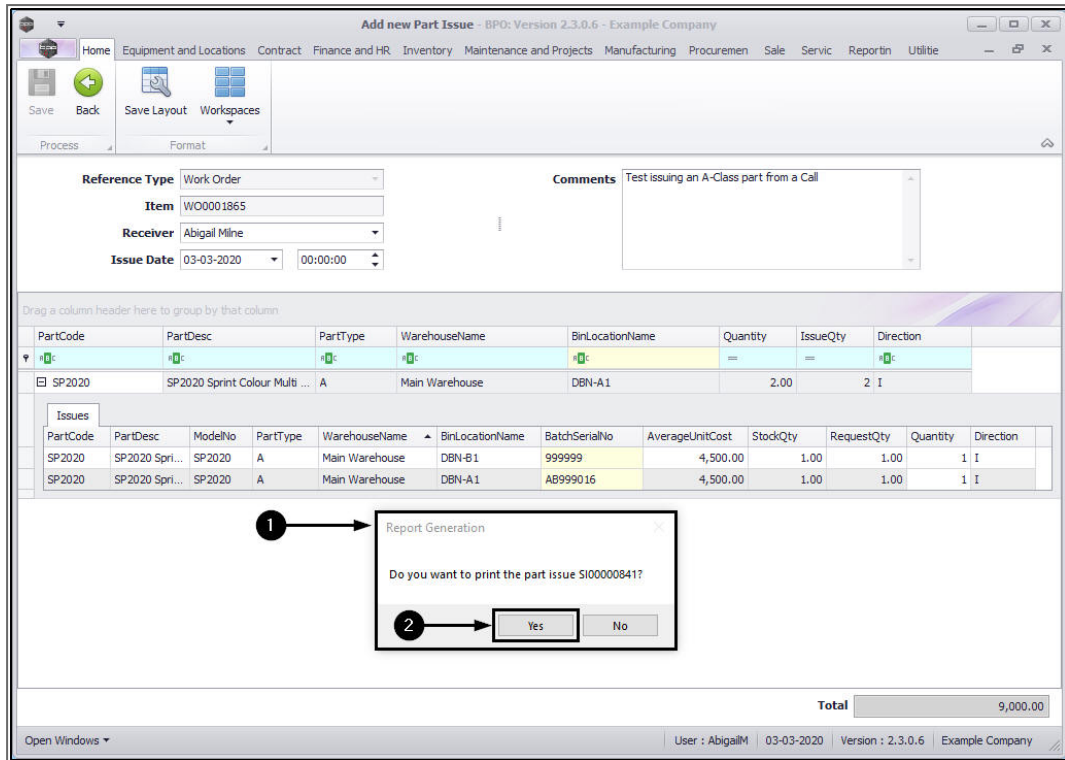 Add new Part Issue - BPO: Version 2.3.0.6 - Example Company
Home Equipment and Locations Contract Finance and HR Inventory Maintenance and Projects Manufacturing Procuremen Sale Servic Reportin Utilitie
Save Back Save Layout Workspaces
Process Format
Reference Type Work Order
Item WO0001865
Receiver Abigail Milne
Issue Date 03-03-2020 00:00:00
Comments Test issuing an A-Class part from a Call
Drag a column header here to group by that column
PartCode PartDesc PartType WarehouseName BinLocationName Quantity IssueQty Direction
SP2020 SP2020 Sprint Colour Multi ... A Main Warehouse DBN-A1 2.00 2 I
Issues
PartCode PartDesc ModelNo PartType WarehouseName BinLocationName BatchSerialNo AverageUnitCost StockQty RequestQty Quantity Direction
SP2020 SP2020 Spri... SP2020 A Main Warehouse DBN-B1 999999 4,500.00 1.00 1.00 1 I
SP2020 SP2020 Spri... SP2020 A Main Warehouse DBN-A1 AB999016 4,500.00 1.00 1.00 1 I
1
Report Generation
Do you want to print the part issue SI00000841?
2
Yes No
Total 9,000.00
Open Windows User : AbigailM 03-03-2020 Version : 2.3.0.6 Example Company